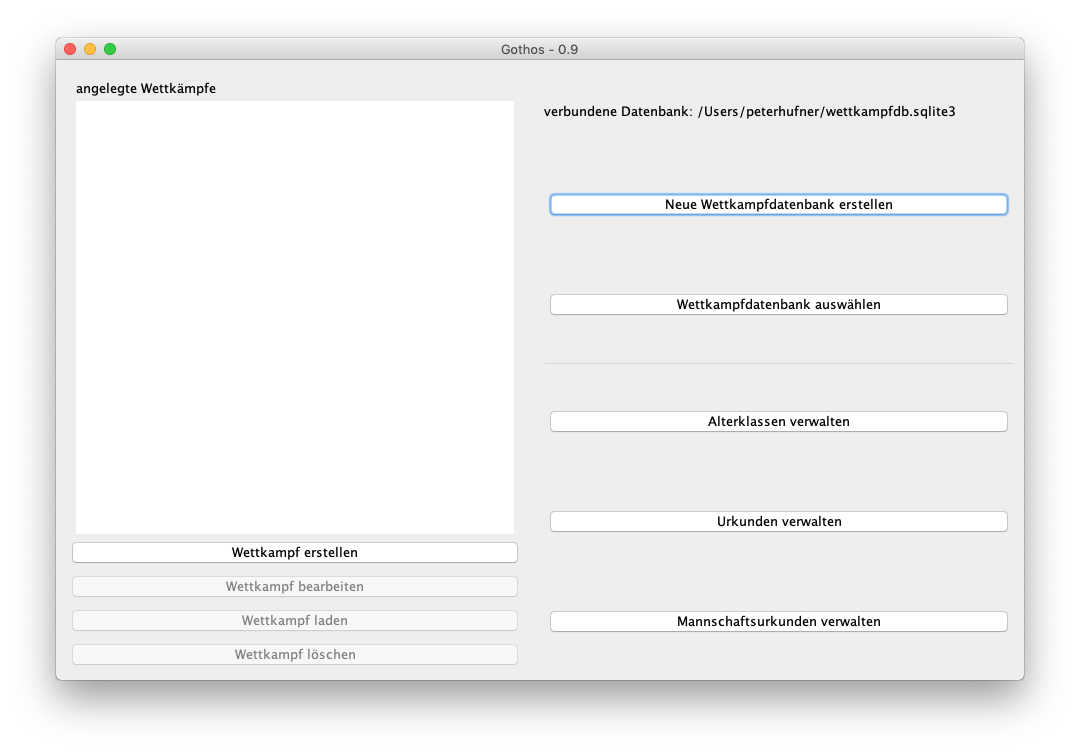 Gothos - 0.9
angelegte Wettkämpfe
verbundene Datenbank: /Users/peterhufner/wettkampfdb.sqlite3
Neue Wettkampfdatenbank erstellen
Wettkampfdatenbank auswählen
Alterklassen verwalten
Urkunden verwalten
Mannschaftsurkunden verwalten
Wettkampf erstellen
Wettkampf bearbeiten
Wettkampf laden
Wettkampf löschen